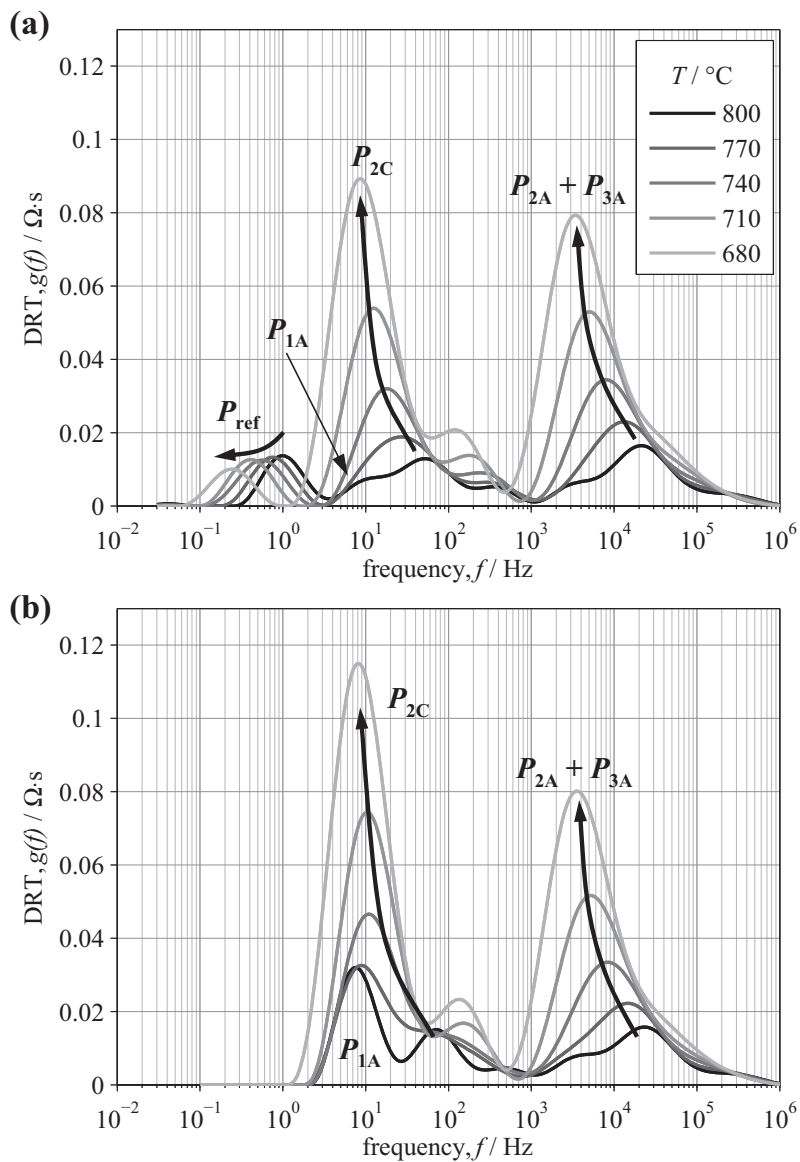 (a)
0.12
0.1
0.08
0.06
0.04
0.02
0
DRT, g(f) / Ω·s
P2C
P2A + P3A
P1A
Pref
T / °C
800
770
740
710
680
10−2 10−1 100 101 102 103 104 105 106
frequency, f / Hz
(b)
0.12
0.1
0.08
0.06
0.04
0.02
0
DRT, g(f) / Ω·s
P2C
P2A + P3A
P1A
10−2 10−1 100 101 102 103 104 105 106
frequency, f / Hz